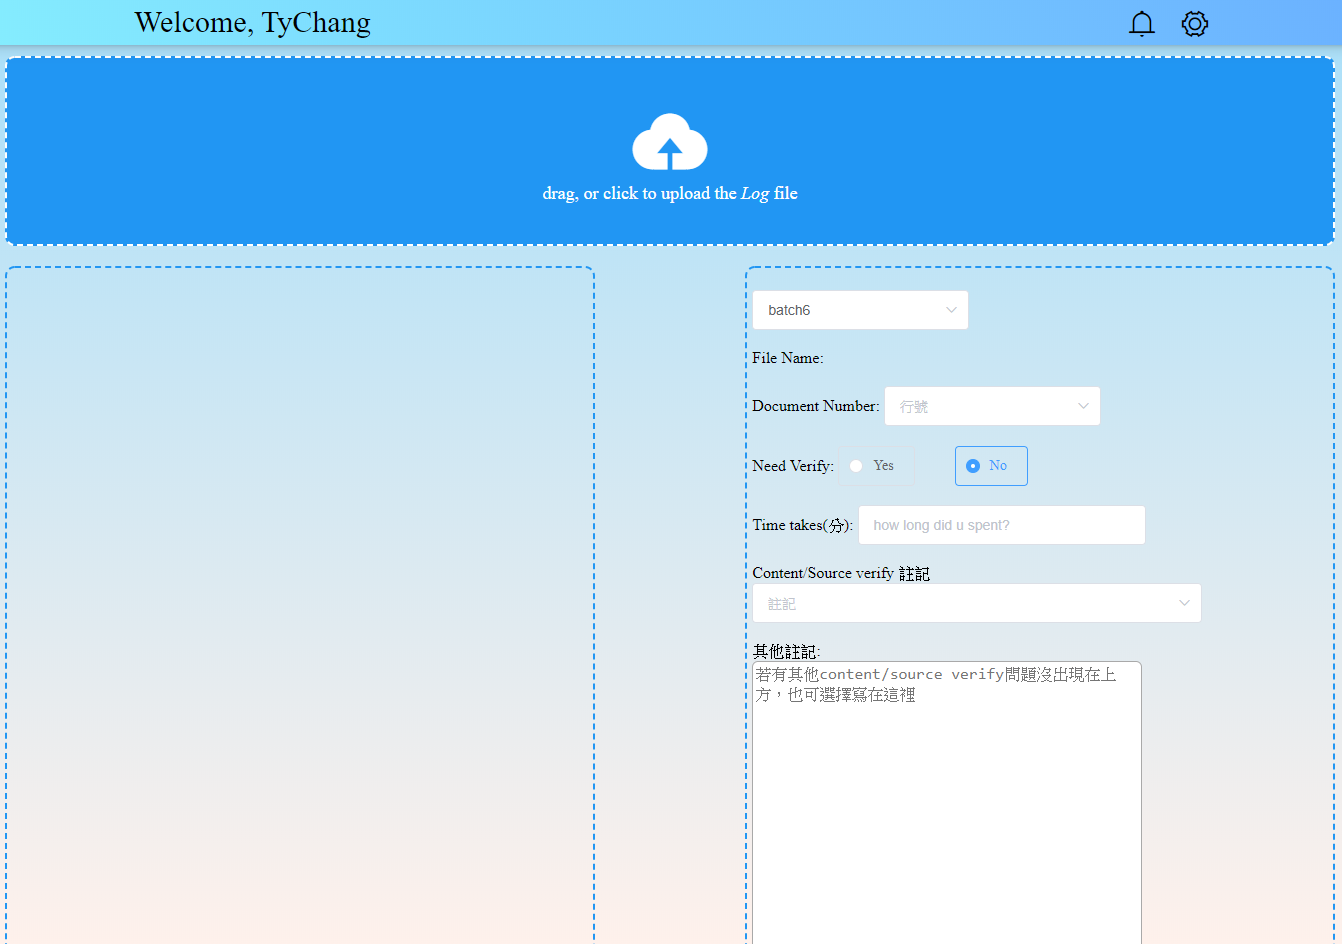 Welcome, TyChang
drag, or click to upload the Log file
batch6
File Name:
Document Number: 行號
Need Verify: Yes No
Time takes(分): how long did u spent?
Content/Source verify 註記
註記
其他註記:
若有其他content/source verify問題沒出現在上
方，也可選擇寫在這裡